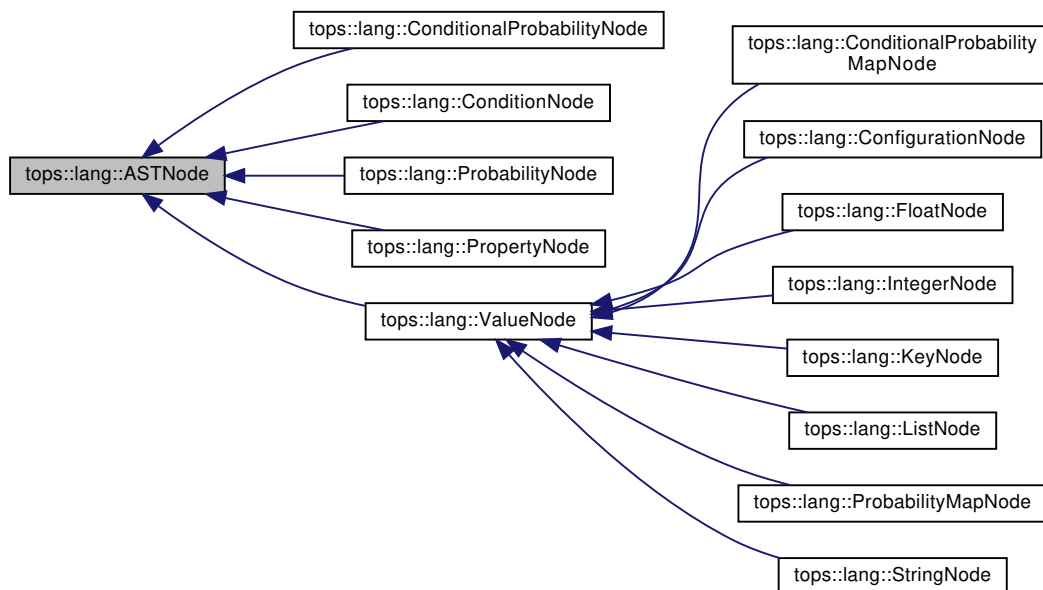 tops::lang::ConditionalProbabilityNode
tops::lang::ConditionNode
tops::lang::ASTNode
tops::lang::ProbabilityNode
tops::lang::PropertyNode
tops::lang::ValueNode
tops::lang::ConditionalProbability
MapNode
tops::lang::ConfigurationNode
tops::lang::FloatNode
tops::lang::IntegerNode
tops::lang::KeyNode
tops::lang::ListNode
tops::lang::ProbabilityMapNode
tops::lang::StringNode